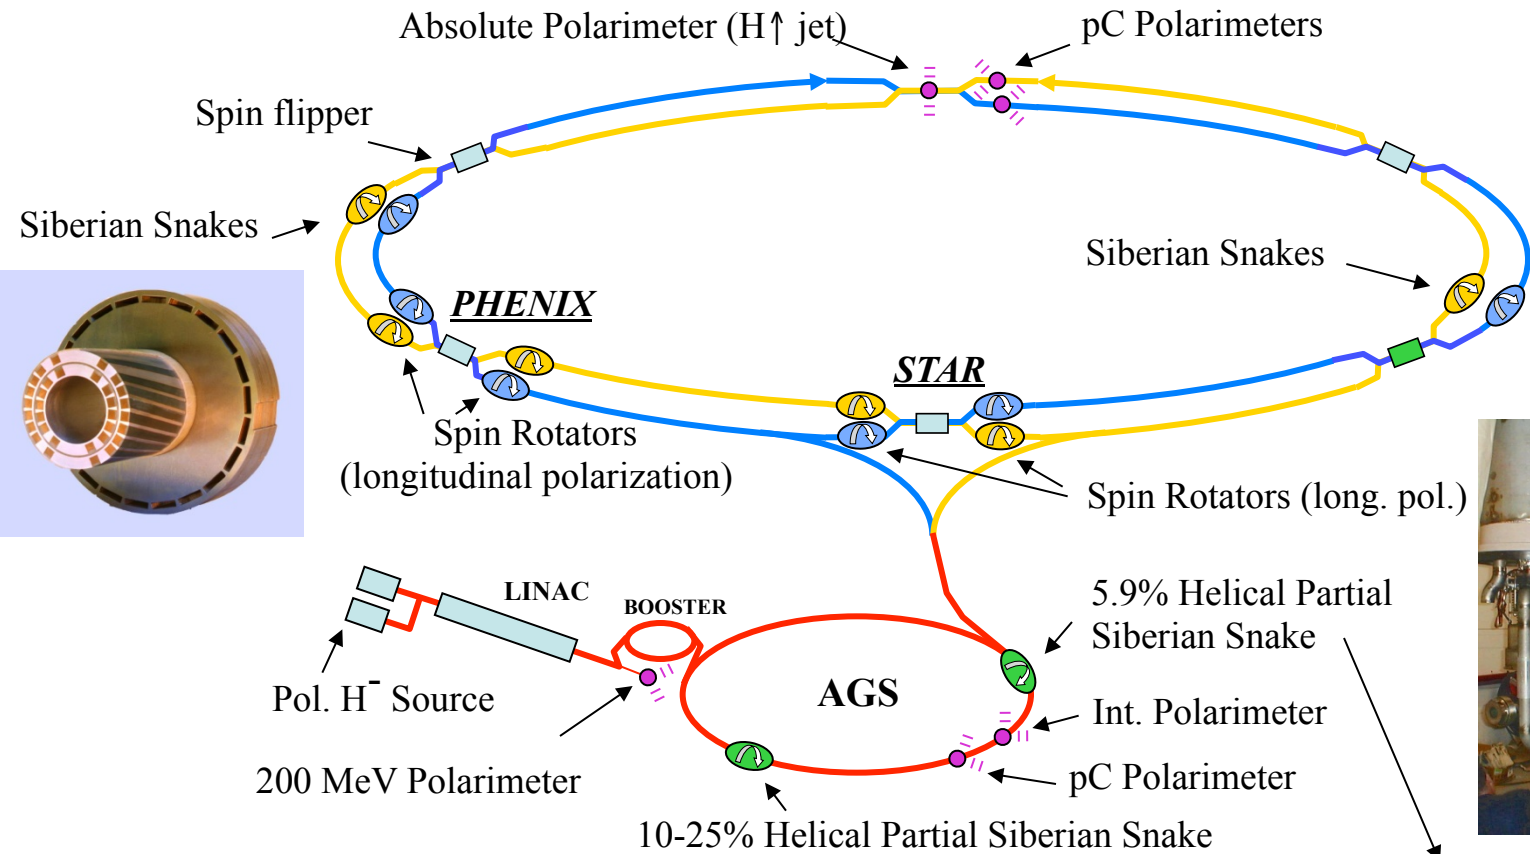 Absolute Polarimeter (H↑ jet)
pC Polarimeters
Spin flipper
Siberian Snakes
Siberian Snakes
PHENIX
STAR
Spin Rotators
(longitudinal polarization)
Spin Rotators (long. pol.)
LINAC
BOOSTER
5.9% Helical Partial
Siberian Snake
Pol. H⁻ Source
AGS
Int. Polarimeter
200 MeV Polarimeter
pC Polarimeter
10-25% Helical Partial Siberian Snake